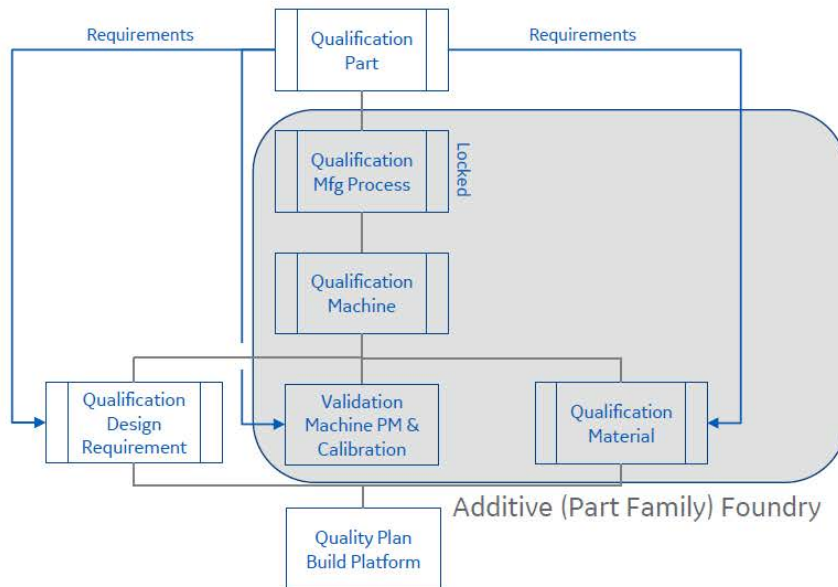 Requirements
Qualification
Part
Requirements
Qualification
Mfg Process
Locked
Qualification
Machine
Qualification
Design
Requirement
Validation
Machine PM &
Calibration
Qualification
Material
Additive (Part Family) Foundry
Quality Plan
Build Platform